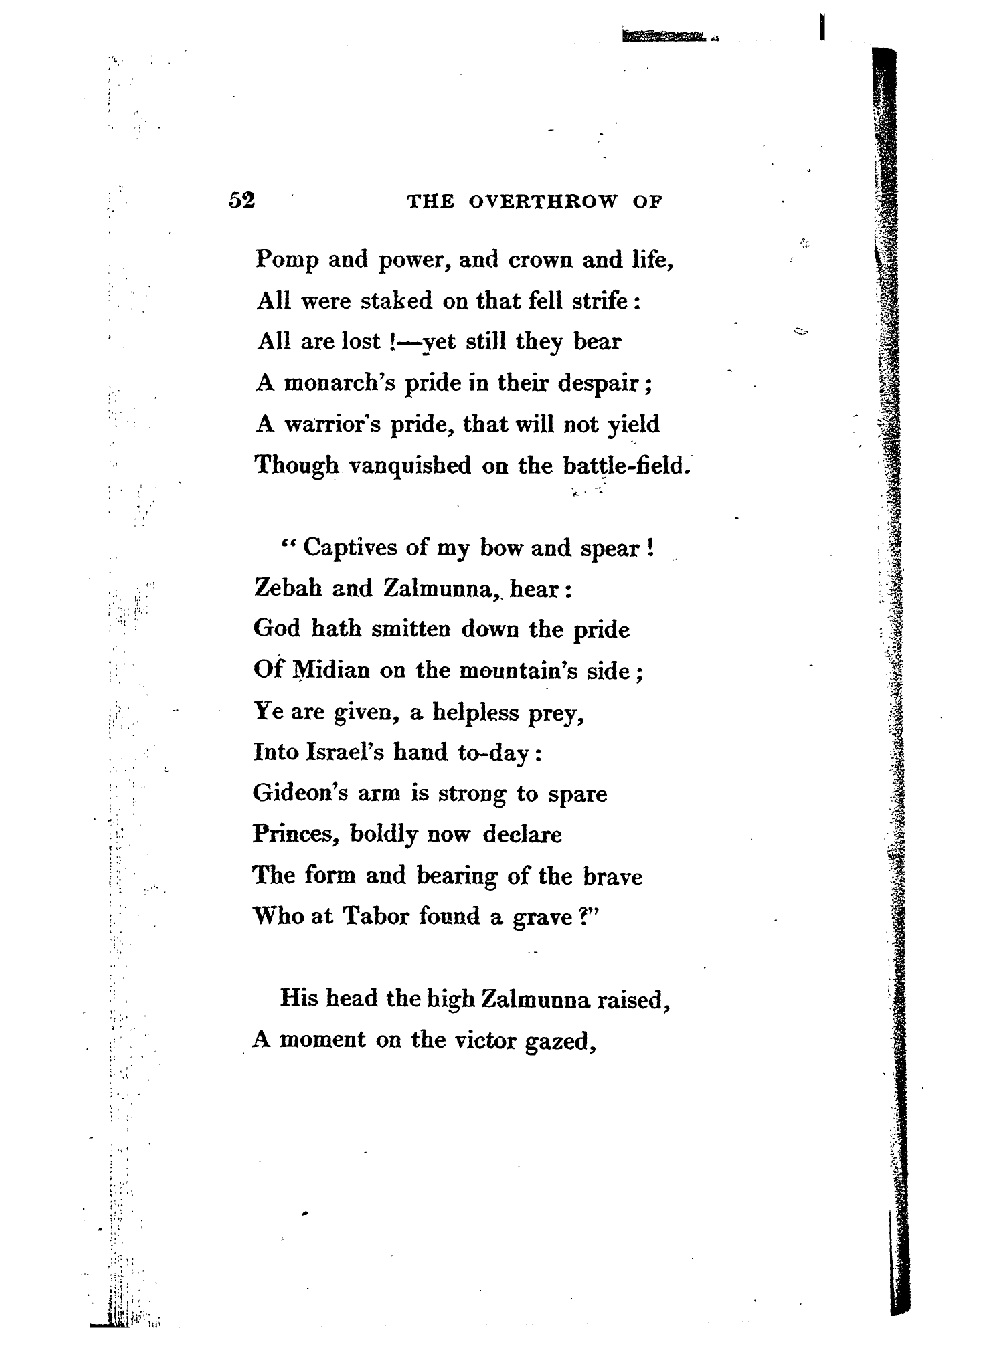 52 THE OVERTHROW OF
Pomp and power, and crown and life,
All were staked on that fell strife :
All are lost !—yet still they bear
A monarch's pride in their despair ;
A warrior's pride, that will not yield
Though vanquished on the battle-field.
“ Captives of my bow and spear !
Zebah and Zalmunna, hear :
God hath smitten down the pride
Of Midian on the mountain's side ;
Ye are given, a helpless prey,
Into Israel's hand to-day :
Gideon's arm is strong to spare
Princes, boldly now declare
The form and bearing of the brave
Who at Tabor found a grave ?”
His head the high Zalmunna raised,
A moment on the victor gazed,